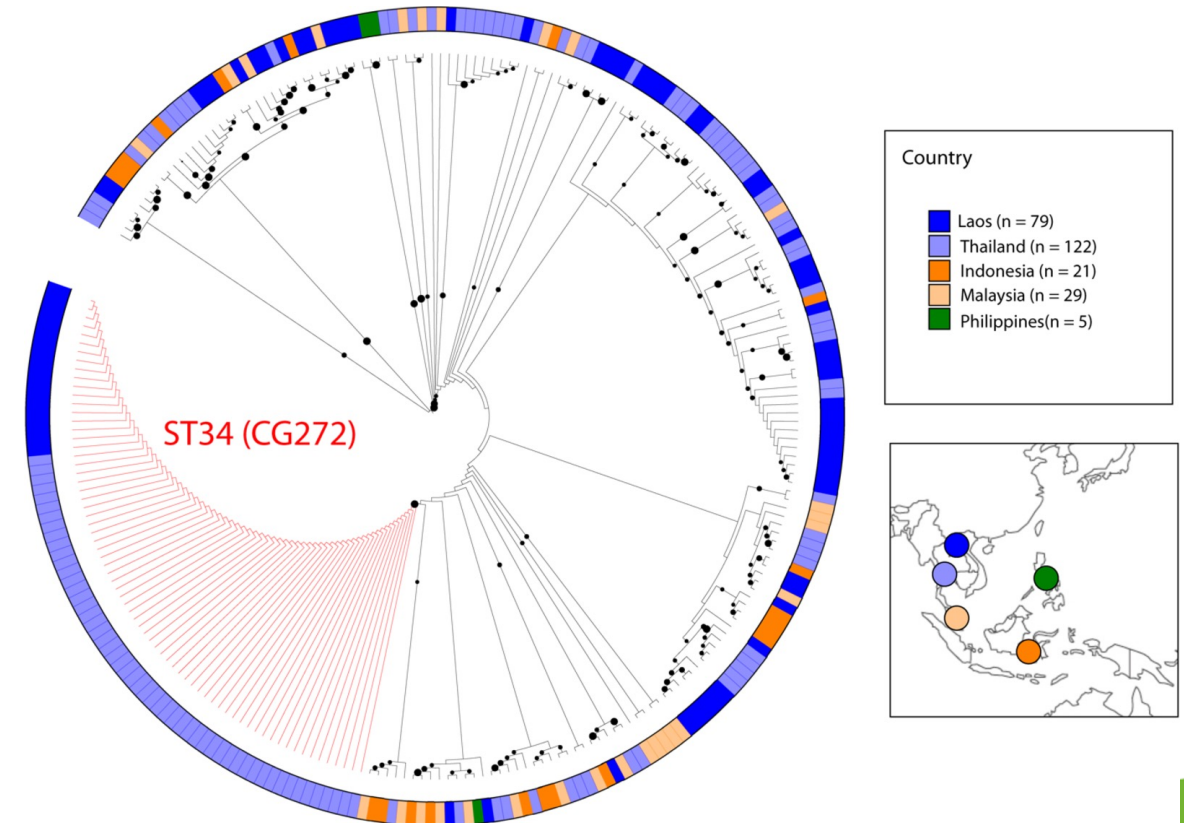 ST34 (CG272)
Country
Laos (n = 79)
Thailand (n = 122)
Indonesia (n = 21)
Malaysia (n = 29)
Philippines(n = 5)